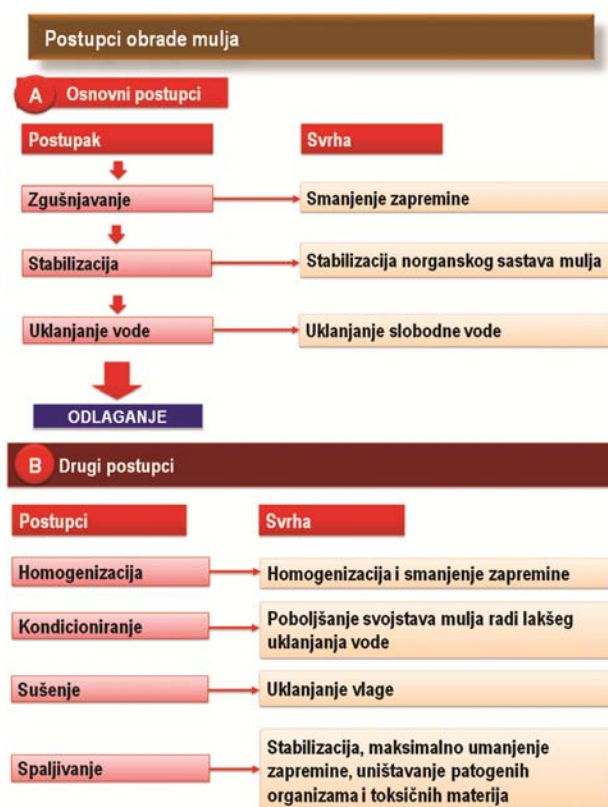 Postupci obrade mulja
A Osnovni postupci
Postupak Svrha
Zgušnjavanje Smanjenje zapremine
Stabilizacija Stabilizacija norganskog sastava mulja
Uklanjanje vode Uklanjanje slobodne vode
ODLAGANJE
B Drugi postupci
Postupci Svrha
Homogenizacija Homogenizacija i smanjenje zapremine
Kondicioniranje Poboljšanje svojstava mulja radi lakšeg
uklanjanja vode
Sušenje Uklanjanje vlage
Spaljivanje Stabilizacija, maksimalno umanjenje
zapremine, uništavanje patogenih
organizama i toksičnih materija